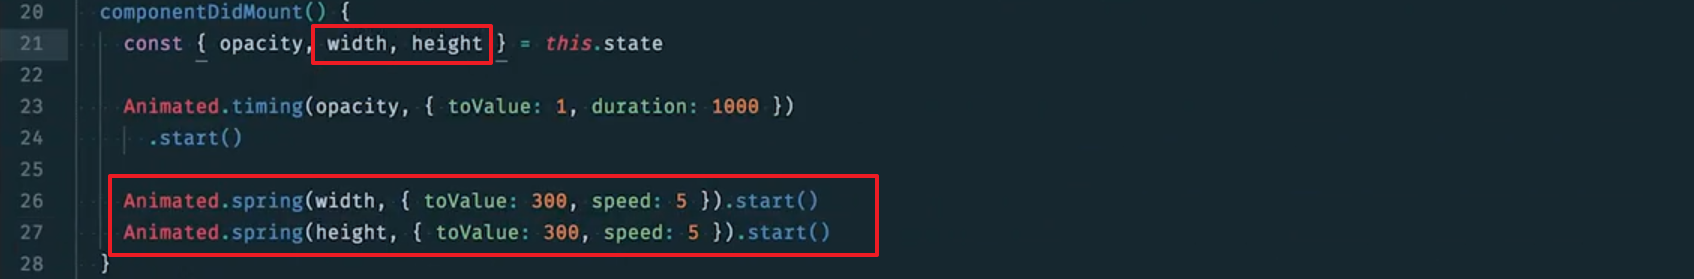 20 componentDidMount() {
21 const { opacity, width, height } = this.state
22
23 Animated.timing(opacity, { toValue: 1, duration: 1000 })
24 .start()
25
26 Animated.spring(width, { toValue: 300, speed: 5 }).start()
27 Animated.spring(height, { toValue: 300, speed: 5 }).start()
28 }